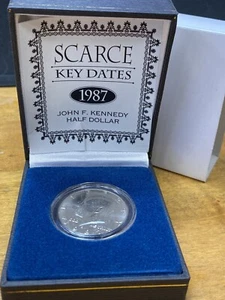 SCARCE
KEY DATES
1987
JOHN F. KENNEDY
HALF DOLLAR